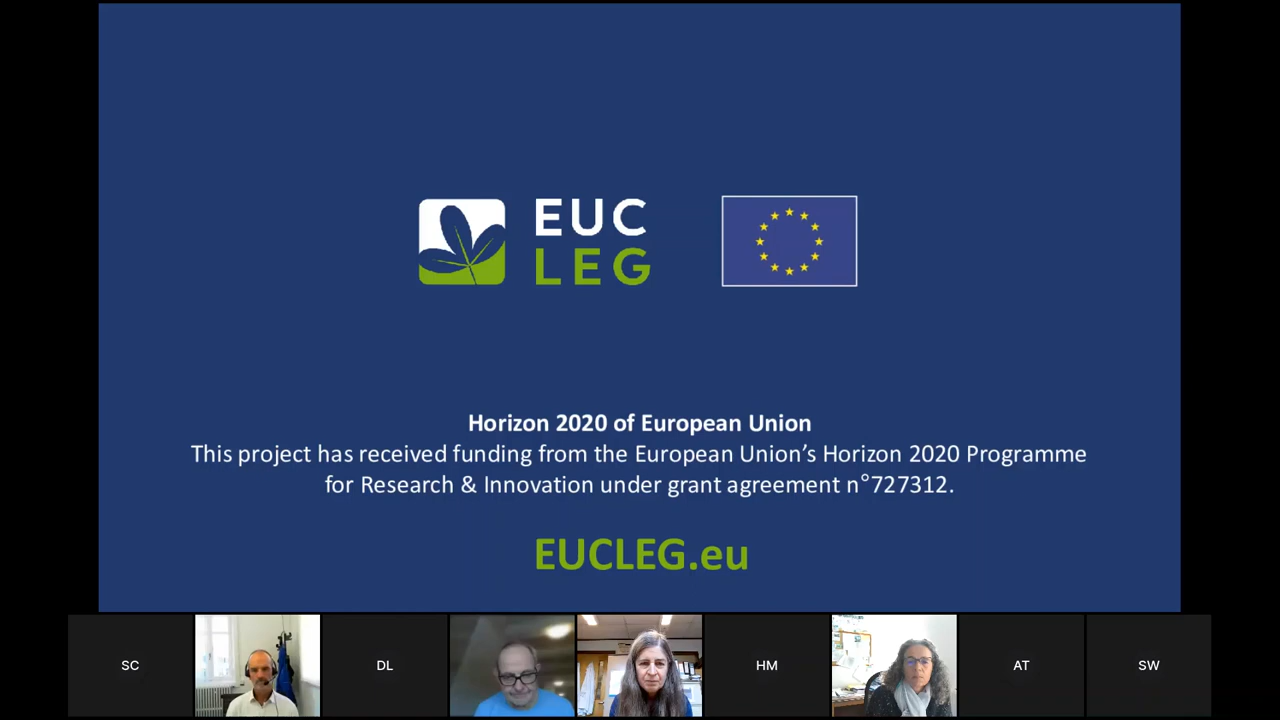 EUC
LEG
Horizon 2020 of European Union
This project has received funding from the European Union’s Horizon 2020 Programme
for Research & Innovation under grant agreement n°727312.
EUCLEG.eu
SC
DL
HM
AT
SW